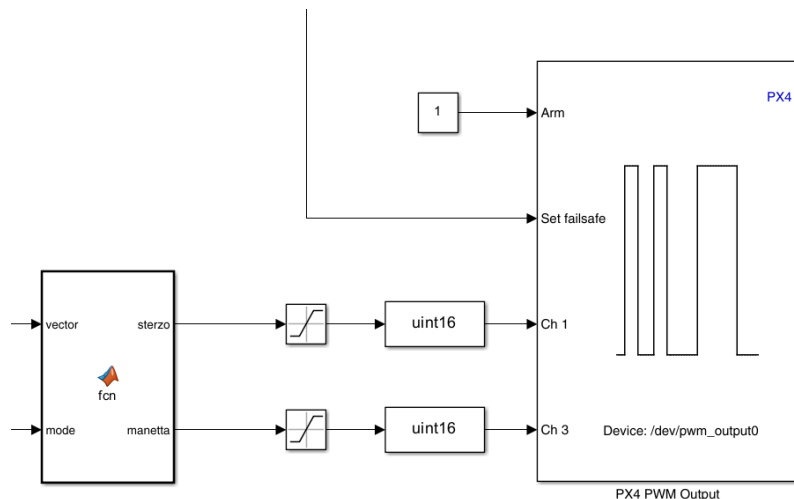 PX4
1
Arm
Set failsafe
vector
sterzo
uint16
Ch 1
fcn
mode
manetta
uint16
Ch 3
Device: /dev/pwm_output0
PX4 PWM Output